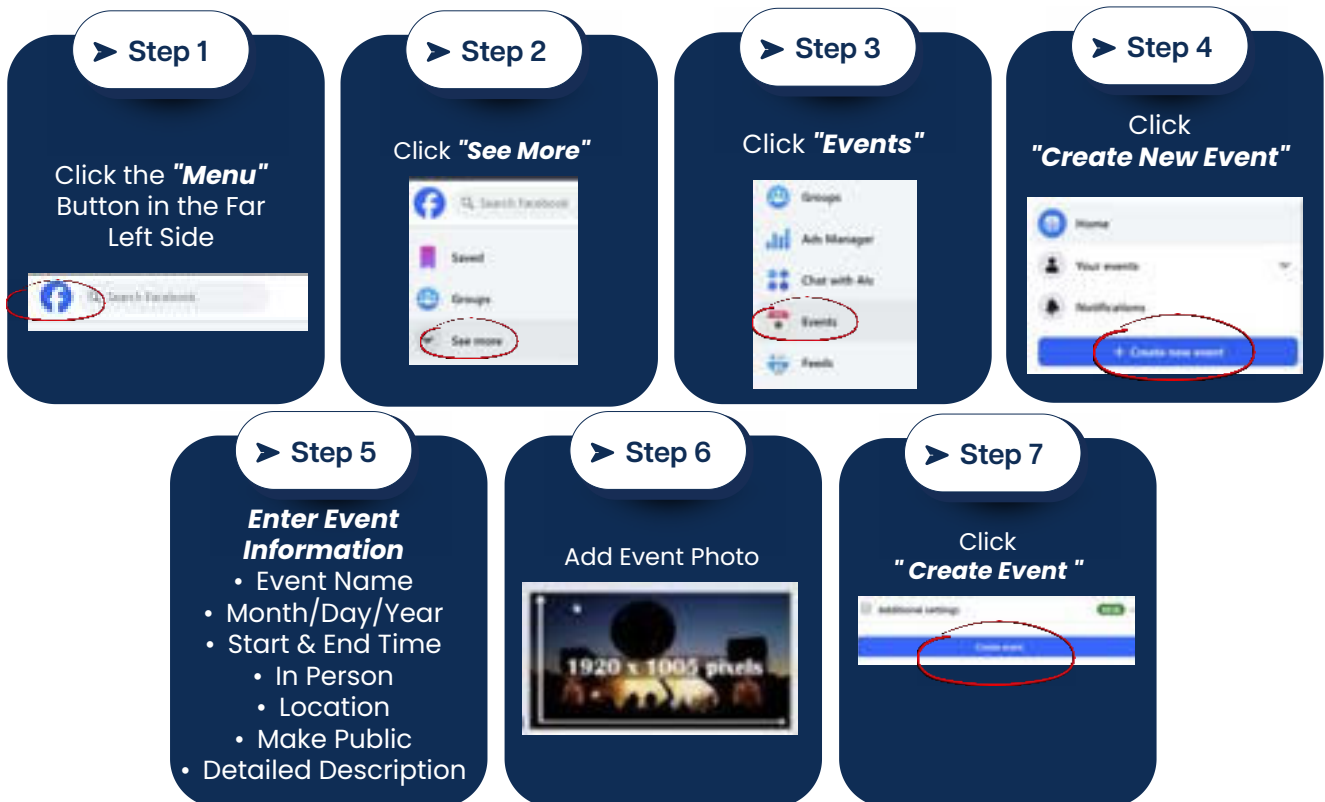 ➤ Step 1
Click the "Menu"
Button in the Far
Left Side
Search Facebook
➤ Step 2
Click "See More"
Search Facebook
Saved
Groups
See more
➤ Step 3
Click "Events"
Groups
Ads Manager
Chat with AIs
Events
Feeds
➤ Step 4
Click
"Create New Event"
Home
Your events
Notifications
+ Create new event
➤ Step 5
Enter Event
Information
• Event Name
• Month/Day/Year
• Start & End Time
• In Person
• Location
• Make Public
• Detailed Description
➤ Step 6
Add Event Photo
1920 x 1005 pixels
➤ Step 7
Click
" Create Event "
Additional settings
Create event